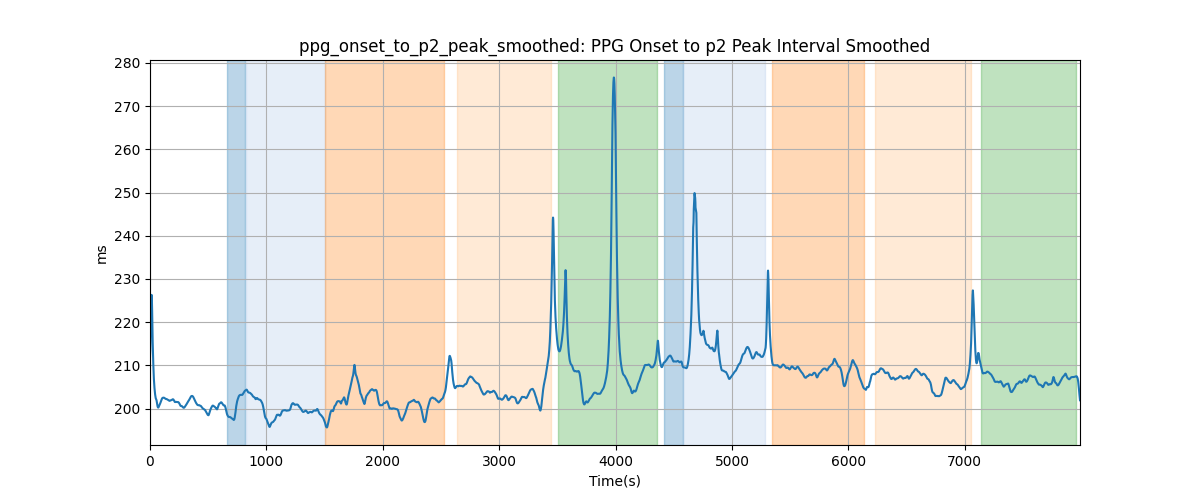 ppg_onset_to_p2_peak_smoothed: PPG Onset to p2 Peak Interval Smoothed
280
270
260
250
240
230
220
210
200
ms
0 1000 2000 3000 4000 5000 6000 7000
Time(s)